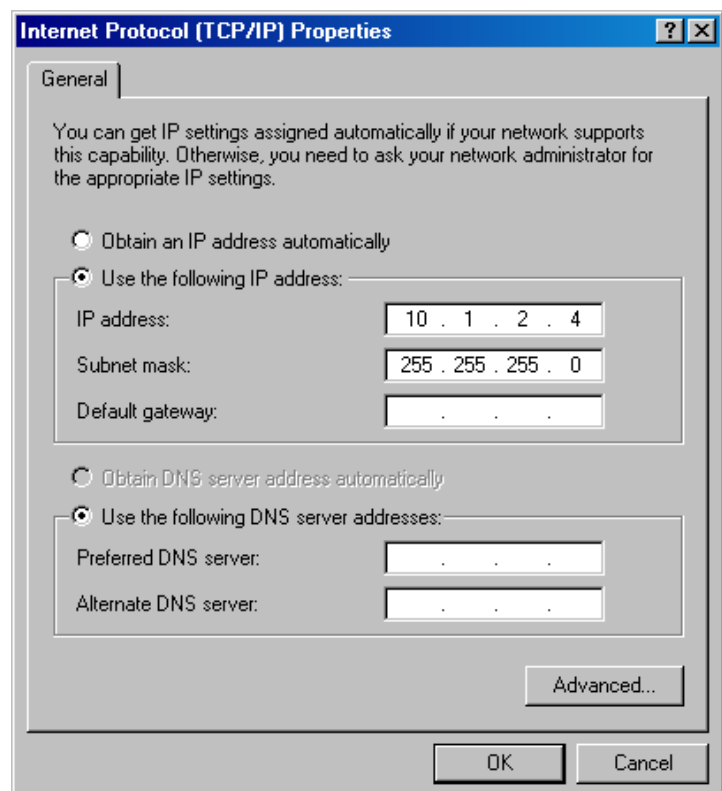 Internet Protocol (TCP/IP) Properties
General
You can get IP settings assigned automatically if your network supports
this capability. Otherwise, you need to ask your network administrator for
the appropriate IP settings.
Obtain an IP address automatically
Use the following IP address:
IP address: 10 . 1 . 2 . 4
Subnet mask: 255 . 255 . 255 . 0
Default gateway: . . .
Obtain DNS server address automatically
Use the following DNS server addresses:
Preferred DNS server: . . .
Alternate DNS server: . . .
Advanced...
OK Cancel